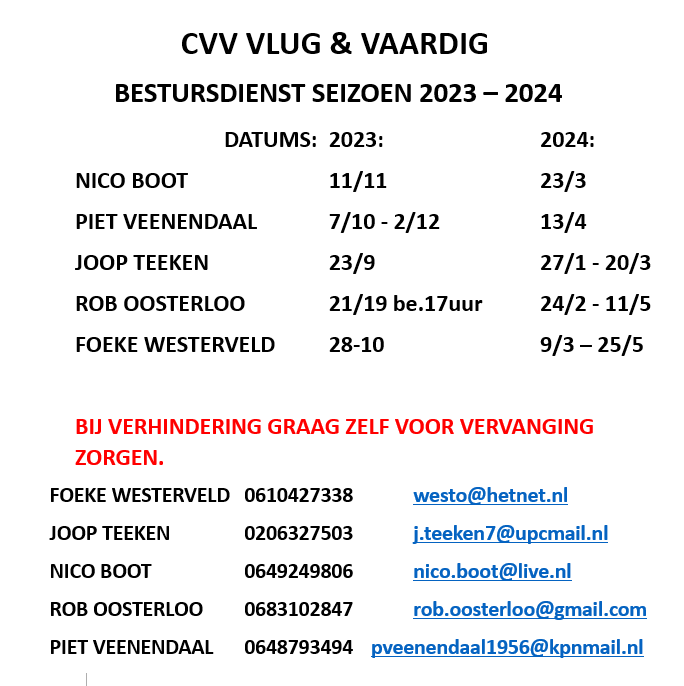 CVV VLUG & VAARDIG
BESTURSDIENST SEIZOEN 2023 – 2024
DATUMS: 2023: 2024:
NICO BOOT 11/11 23/3
PIET VEENENDAAL 7/10 - 2/12 13/4
JOOP TEEKEN 23/9 27/1 - 20/3
ROB OOSTERLOO 21/19 be.17uur 24/2 - 11/5
FOEKE WESTERVELD 28-10 9/3 – 25/5
BIJ VERHINDERING GRAAG ZELF VOOR VERVANGING
ZORGEN.
FOEKE WESTERVELD 0610427338 westo@hetnet.nl
JOOP TEEKEN 0206327503 j.teeken7@upcmail.nl
NICO BOOT 0649249806 nico.boot@live.nl
ROB OOSTERLOO 0683102847 rob.oosterloo@gmail.com
PIET VEENENDAAL 0648793494 pveenendaal1956@kpnmail.nl